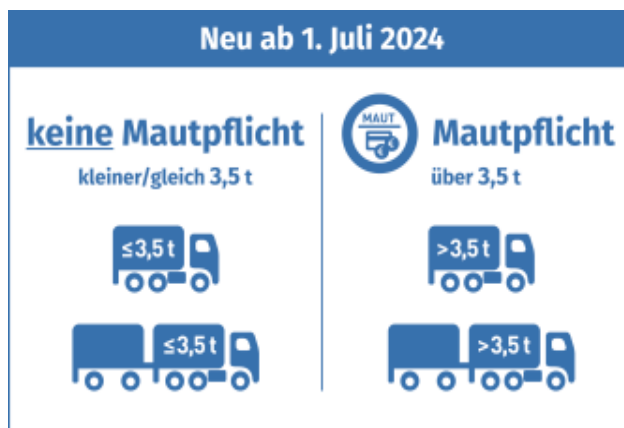 Neu ab 1. Juli 2024
keine Mautpflicht
kleiner/gleich 3,5 t
≤3,5 t
≤3,5 t
MAUT
Mautpflicht
über 3,5 t
>3,5 t
>3,5 t